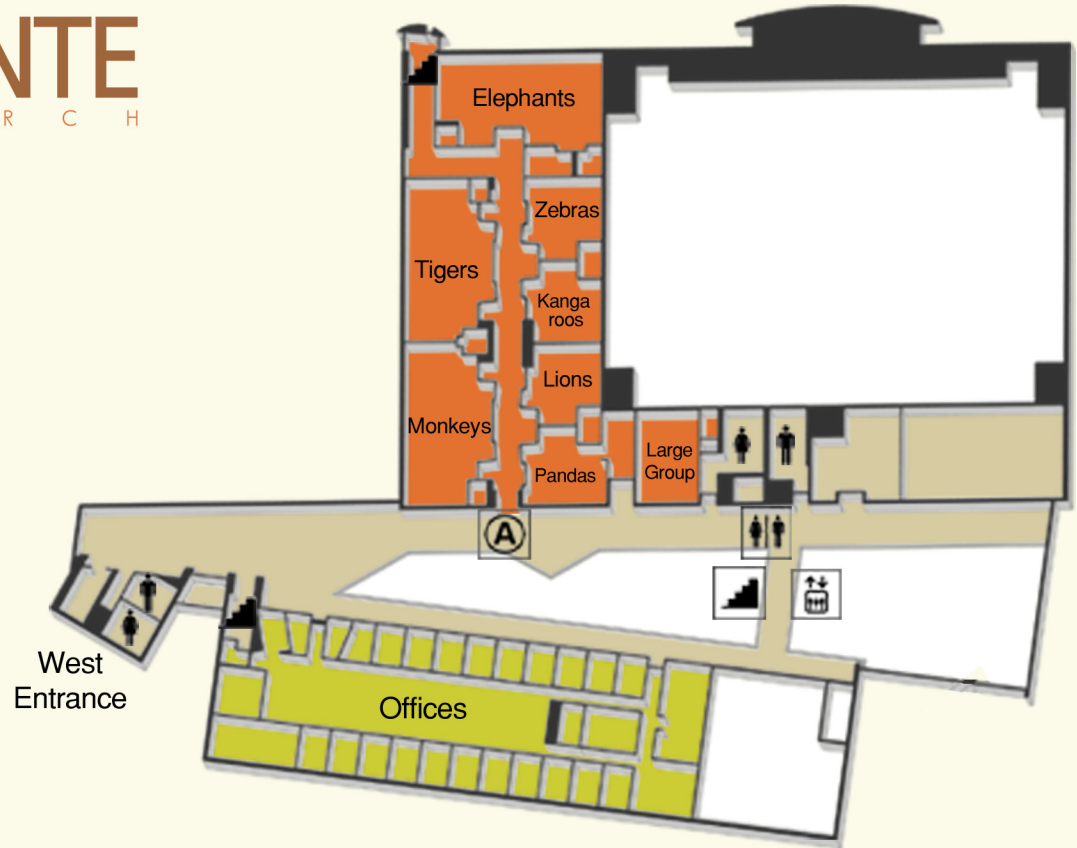 NTE
R C H
Elephants
Zebras
Tigers
Kanga
roos
Lions
Monkeys
Large
Group
Pandas
A
West
Entrance
Offices